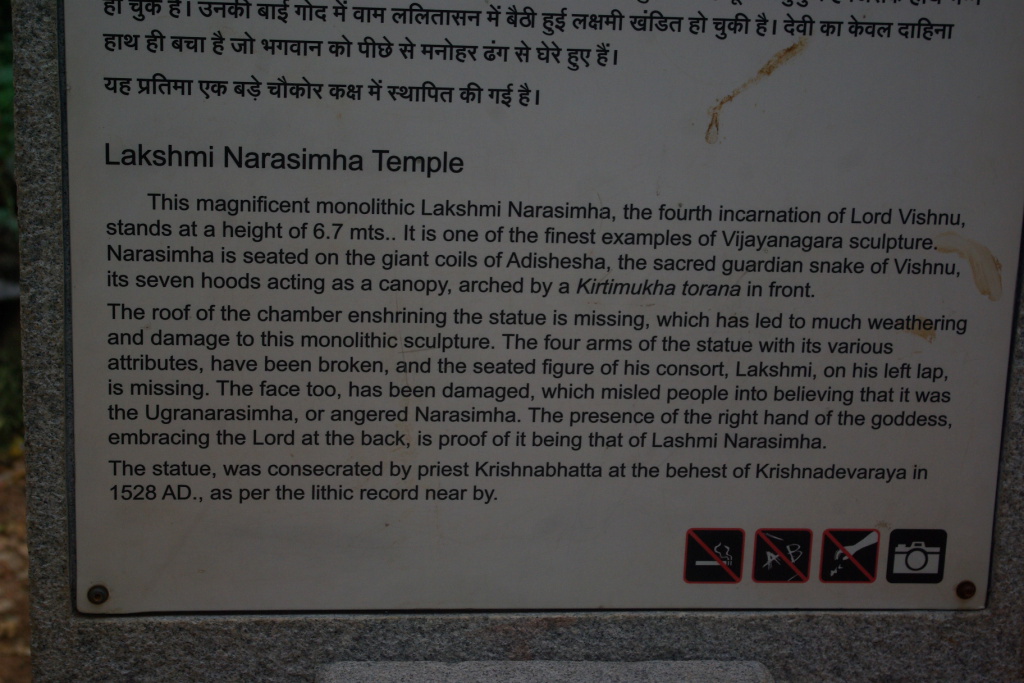 हो चुके हैं। उनकी बाई गोद में वाम ललितासन में बैठी हुई लक्ष्मी खंडित हो चुकी है। देवी का केवल दाहिना
हाथ ही बचा है जो भगवान को पीछे से मनोहर ढंग से घेरे हुए हैं।
यह प्रतिमा एक बड़े चौकोर कक्ष में स्थापित की गई है।
Lakshmi Narasimha Temple
This magnificent monolithic Lakshmi Narasimha, the fourth incarnation of Lord Vishnu,
stands at a height of 6.7 mts.. It is one of the finest examples of Vijayanagara sculpture.
Narasimha is seated on the giant coils of Adishesha, the sacred guardian snake of Vishnu,
its seven hoods acting as a canopy, arched by a Kirtimukha torana in front.
The roof of the chamber enshrining the statue is missing, which has led to much weathering
and damage to this monolithic sculpture. The four arms of the statue with its various
attributes, have been broken, and the seated figure of his consort, Lakshmi, on his left lap,
is missing. The face too, has been damaged, which misled people into believing that it was
the Ugranarasimha, or angered Narasimha. The presence of the right hand of the goddess,
embracing the Lord at the back, is proof of it being that of Lashmi Narasimha.
The statue, was consecrated by priest Krishnabhatta at the behest of Krishnadevaraya in
1528 AD., as per the lithic record near by.
A B